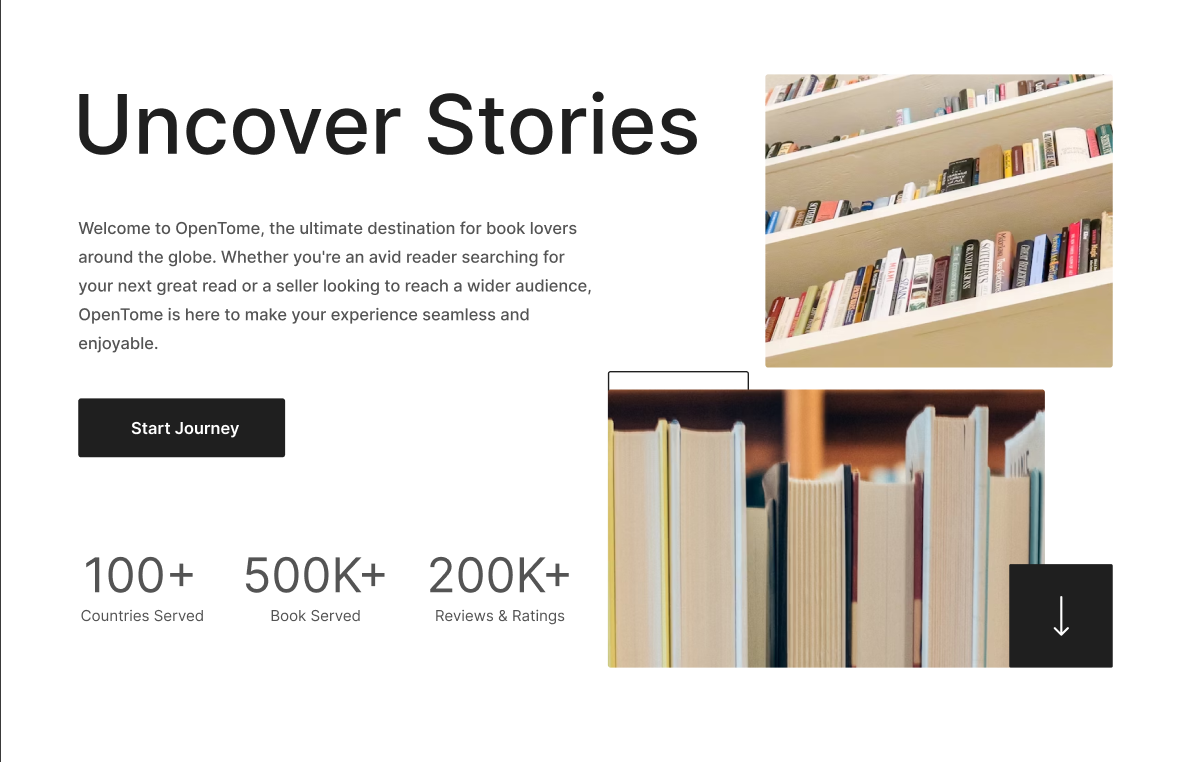 Uncover Stories
Welcome to OpenTome, the ultimate destination for book lovers
around the globe. Whether you're an avid reader searching for
your next great read or a seller looking to reach a wider audience,
OpenTome is here to make your experience seamless and
enjoyable.
Start Journey
100+ 500K+ 200K+
Countries Served Book Served Reviews & Ratings